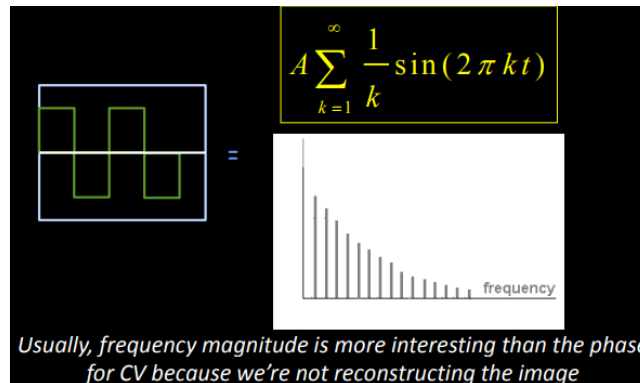 A ∞ ∑ k = 1 1/k sin(2πkt)
=
frequency
Usually, frequency magnitude is more interesting than the phase
for CV because we're not reconstructing the image